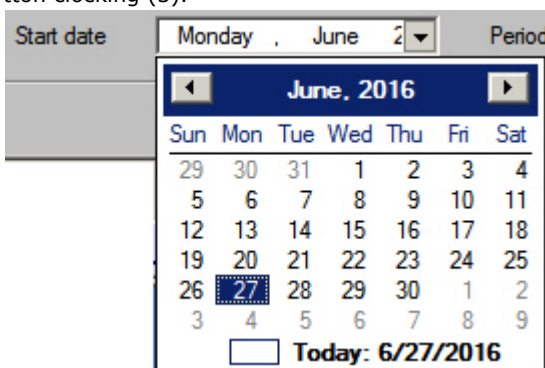 clocking (3).
Start date Monday , June 2 Period
June, 2016
Sun Mon Tue Wed Thu Fri Sat
29 30 31 1 2 3 4
5 6 7 8 9 10 11
12 13 14 15 16 17 18
19 20 21 22 23 24 25
26 27 28 29 30 1 2
3 4 5 6 7 8 9
Today: 6/27/2016